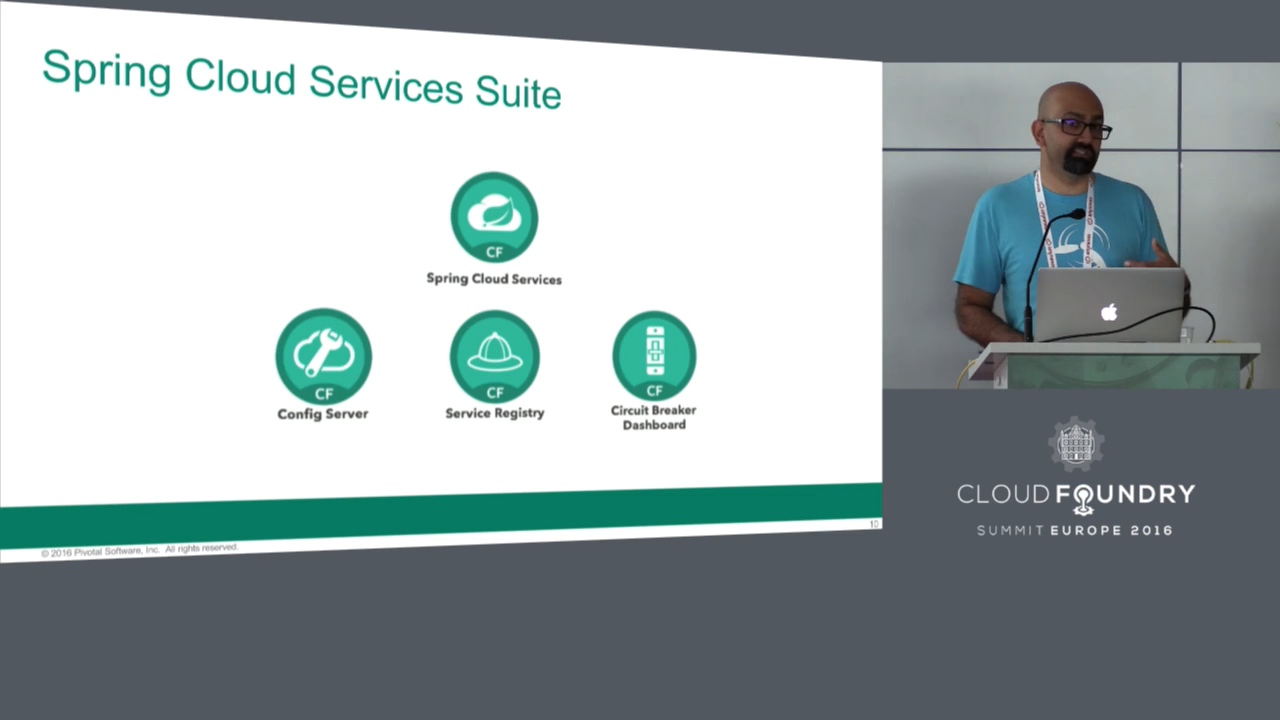 Spring Cloud Services Suite
CF
Spring Cloud Services
CF
Config Server
CF
Service Registry
CF
Circuit Breaker
Dashboard
10
© 2016 Pivotal Software, Inc. All rights reserved.
CLOUD FOUNDRY
SUMMIT EUROPE 2016